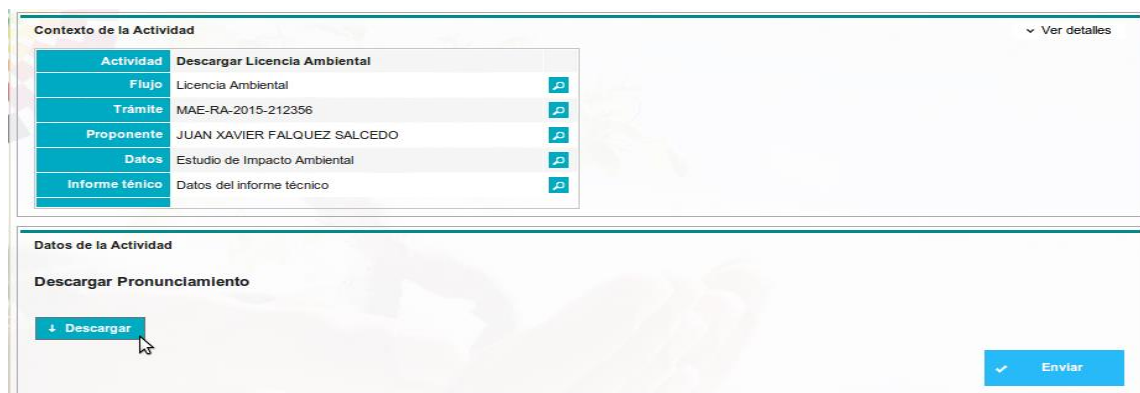 Contexto de la Actividad
Ver detalles
Actividad Descargar Licencia Ambiental
Flujo Licencia Ambiental
Trámite MAE-RA-2015-212356
Proponente JUAN XAVIER FALQUEZ SALCEDO
Datos Estudio de Impacto Ambiental
Informe ténico Datos del informe técnico
Datos de la Actividad
Descargar Pronunciamiento
Descargar
Enviar